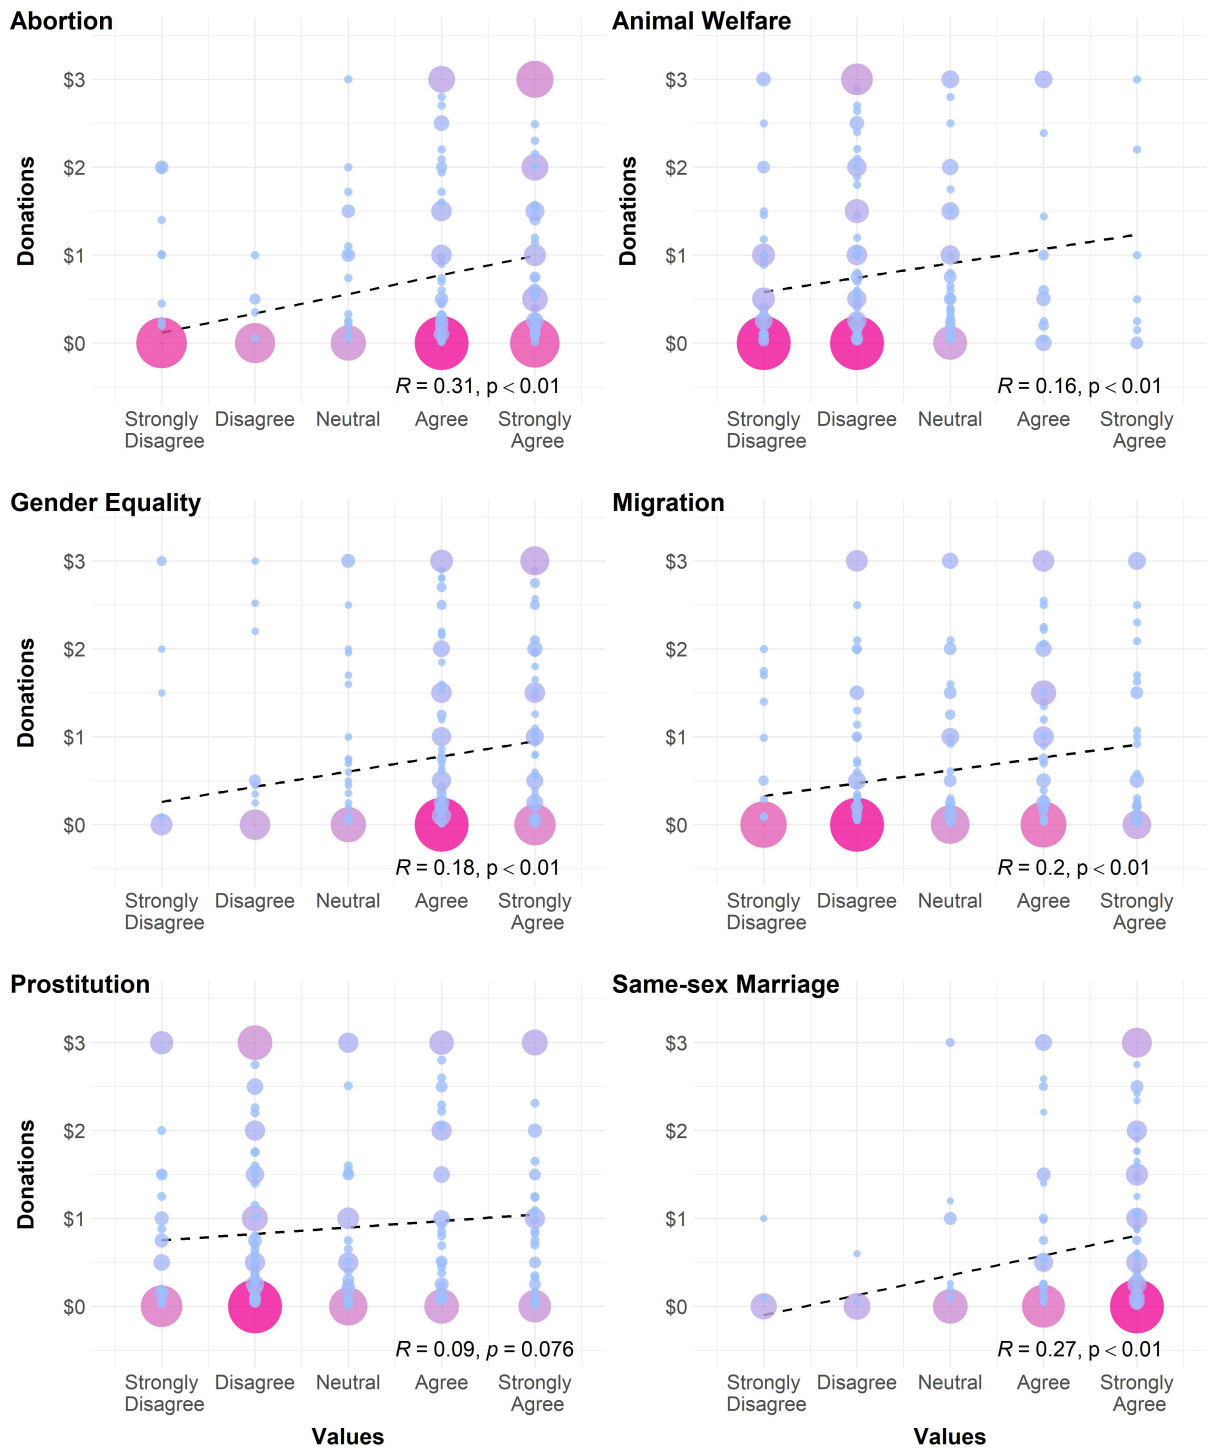 Abortion
Donations
$3
$2
$1
$0
R = 0.31, p < 0.01
Strongly Disagree Neutral Agree Strongly
Disagree Agree
Animal Welfare
Donations
$3
$2
$1
$0
R = 0.16, p < 0.01
Strongly Disagree Neutral Agree Strongly
Disagree Agree
Gender Equality
Donations
$3
$2
$1
$0
R = 0.18, p < 0.01
Strongly Disagree Neutral Agree Strongly
Disagree Agree
Migration
$3
$2
$1
$0
R = 0.2, p < 0.01
Strongly Disagree Neutral Agree Strongly
Disagree Agree
Prostitution
Donations
$3
$2
$1
$0
R = 0.09, p = 0.076
Strongly Disagree Neutral Agree Strongly
Disagree Agree
Values
Same-sex Marriage
$3
$2
$1
$0
R = 0.27, p < 0.01
Strongly Disagree Neutral Agree Strongly
Disagree Agree
Values